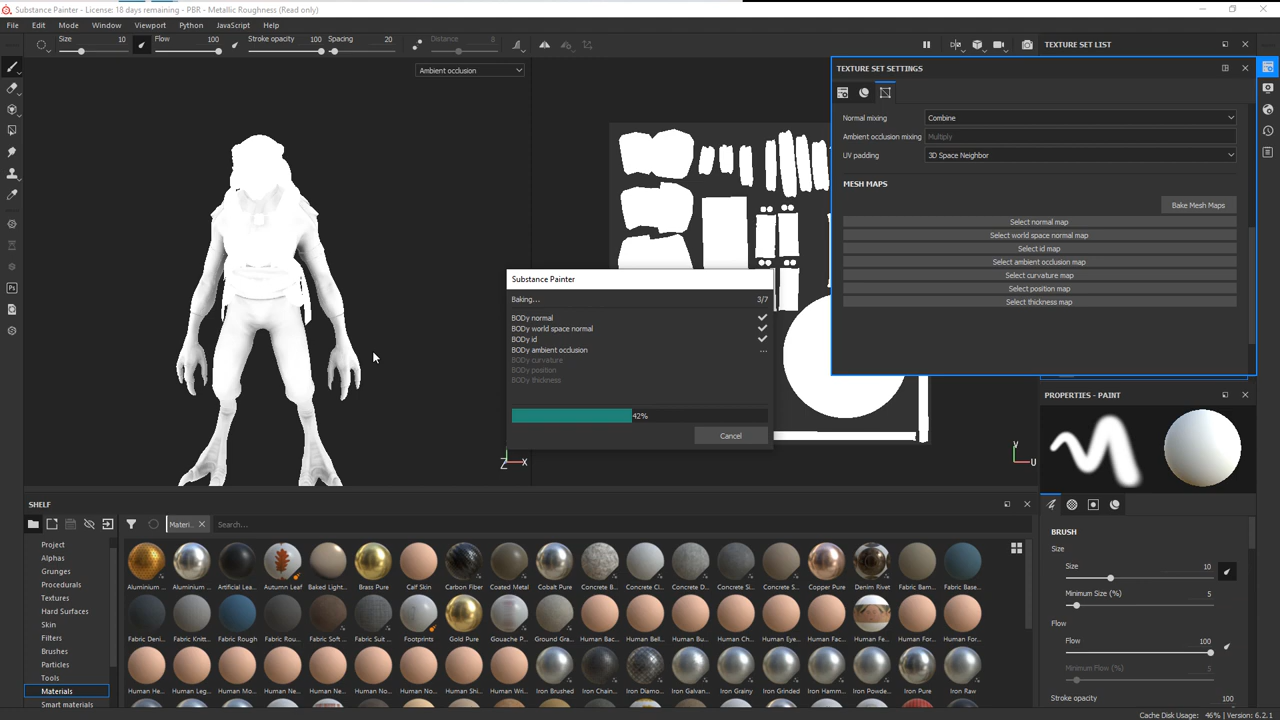 Substance Painter - License: 18 days remaining - PBR - Metallic Roughness (Read only)
File Edit Mode Window Viewport Python JavaScript Help
Size 10 Flow 100 Stroke opacity 100 Spacing 20 Distance 8
TEXTURE SET LIST
Ambient occlusion
TEXTURE SET SETTINGS
Normal mixing Combine
Ambient occlusion mixing Multiply
UV padding 3D Space Neighbor
MESH MAPS
Bake Mesh Maps
Select normal map
Select world space normal map
Select id map
Select ambient occlusion map
Select curvature map
Select position map
Select thickness map
Substance Painter
Baking... 3/7
BODy normal
BODy world space normal
BODy id
BODy ambient occlusion ...
BODy curvature
BODy position
BODy thickness
42%
Cancel
Z X
V U
PROPERTIES - PAINT
BRUSH
Size
Size 10
Minimum Size (%) 5
Flow
Flow 100
Minimum Flow (%) 5
Stroke opacity 100
SHELF
Materi... Search...
Project
Alphas
Grunges
Procedurals
Textures
Hard Surfaces
Skin
Filters
Brushes
Particles
Tools
Materials
Smart materials
Aluminium ... Aluminium ... Artificial Lea... Autumn Leaf Baked Light... Brass Pure Calf Skin Carbon Fiber Coated Metal Cobalt Pure Concrete B... Concrete Cl... Concrete D... Concrete Si... Concrete S... Copper Pure Denim Rivet Fabric Bam... Fabric Base...
Fabric Deni... Fabric Knitt... Fabric Rough Fabric Rou... Fabric Soft ... Fabric Suit ... Footprints Gold Pure Gouache P... Ground Gra... Human Bac... Human Bell... Human Bu... Human Ch... Human Eye... Human Fac... Human Fe... Human For... Human For...
Human He... Human Leg... Human Mo... Human Ne... Human Ne... Human No... Human No... Human Shi... Human Wri... Iron Brushed Iron Chain... Iron Diamo... Iron Galvan... Iron Grainy Iron Grinded Iron Hamm... Iron Powde... Iron Pure Iron Raw
Cache Disk Usage: 46% | Version: 6.2.1